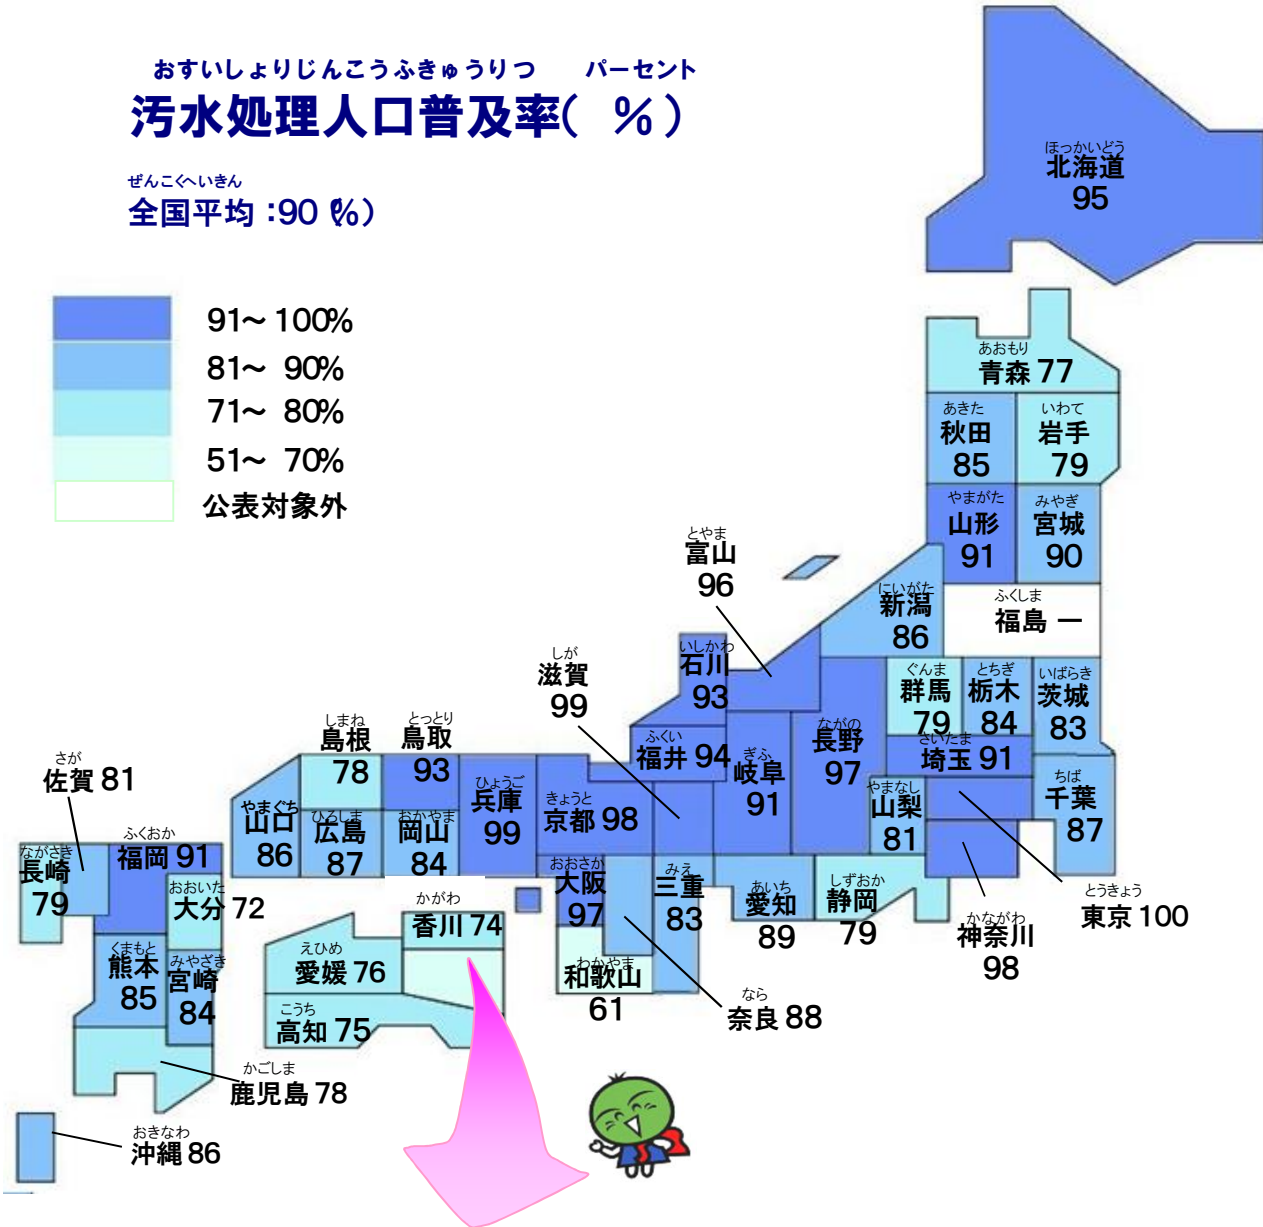 おすいしょりじんこうふきゅうりつ パーセント
汚水処理人口普及率( %)
ぜんこくへいきん
全国平均:90(%)
91~100%
81~ 90%
71~ 80%
51~ 70%
公表対象外
ほっかいどう
北海道
95
あおもり
青森 77
あきた
秋田
85
いわて
岩手
79
やまがた
山形
91
みやぎ
宮城
90
ふくしま
福島 ー
にいがた
新潟
86
とやま
富山
96
いしかわ
石川
93
しが
滋賀
99
ふくい
福井 94
ぎふ
岐阜
91
ながの
長野
97
ぐんま
群馬
79
とちぎ
栃木
84
いばらき
茨城
83
さいたま
埼玉 91
やまなし
山梨
81
ちば
千葉
87
とうきょう
東京 100
かながわ
神奈川
98
しずおか
静岡
79
あいち
愛知
89
みえ
三重
83
なら
奈良 88
わかやま
和歌山
61
おおさか
大阪
97
きょうと
京都 98
ひょうご
兵庫
99
とっとり
鳥取
93
しまね
島根
78
おかやま
岡山
84
ひろしま
広島
87
やまぐち
山口
86
かがわ
香川 74
えひめ
愛媛 76
こうち
高知 75
さが
佐賀 81
ふくおか
福岡 91
ながさき
長崎
79
おおいた
大分 72
くまもと
熊本
85
みやざき
宮崎
84
かごしま
鹿児島 78
おきなわ
沖縄 86